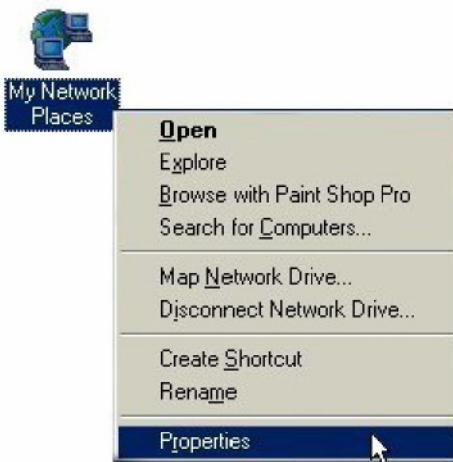 My Network
Places
Open
Explore
Browse with Paint Shop Pro
Search for Computers...
Map Network Drive...
Disconnect Network Drive...
Create Shortcut
Rename
Properties